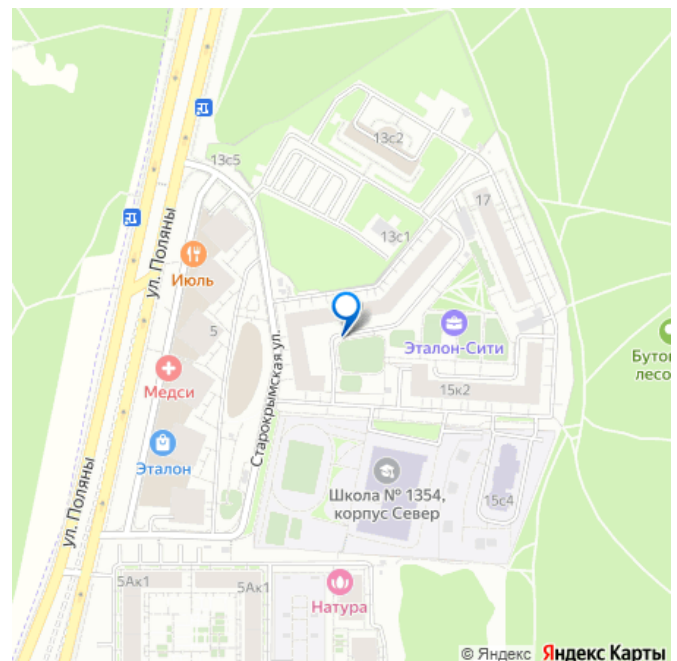 13с2
13с5
17
13с1
ул. Поляны
Июль
5
Эталон-Сити
Старокрымская ул.
Буто
лесо
Медси
15к2
Эталон
Школа № 1354,
корпус Север
15с4
ул. Поляны
5Ак1
5Ак1
Натура
© Яндекс Яндекс Карты